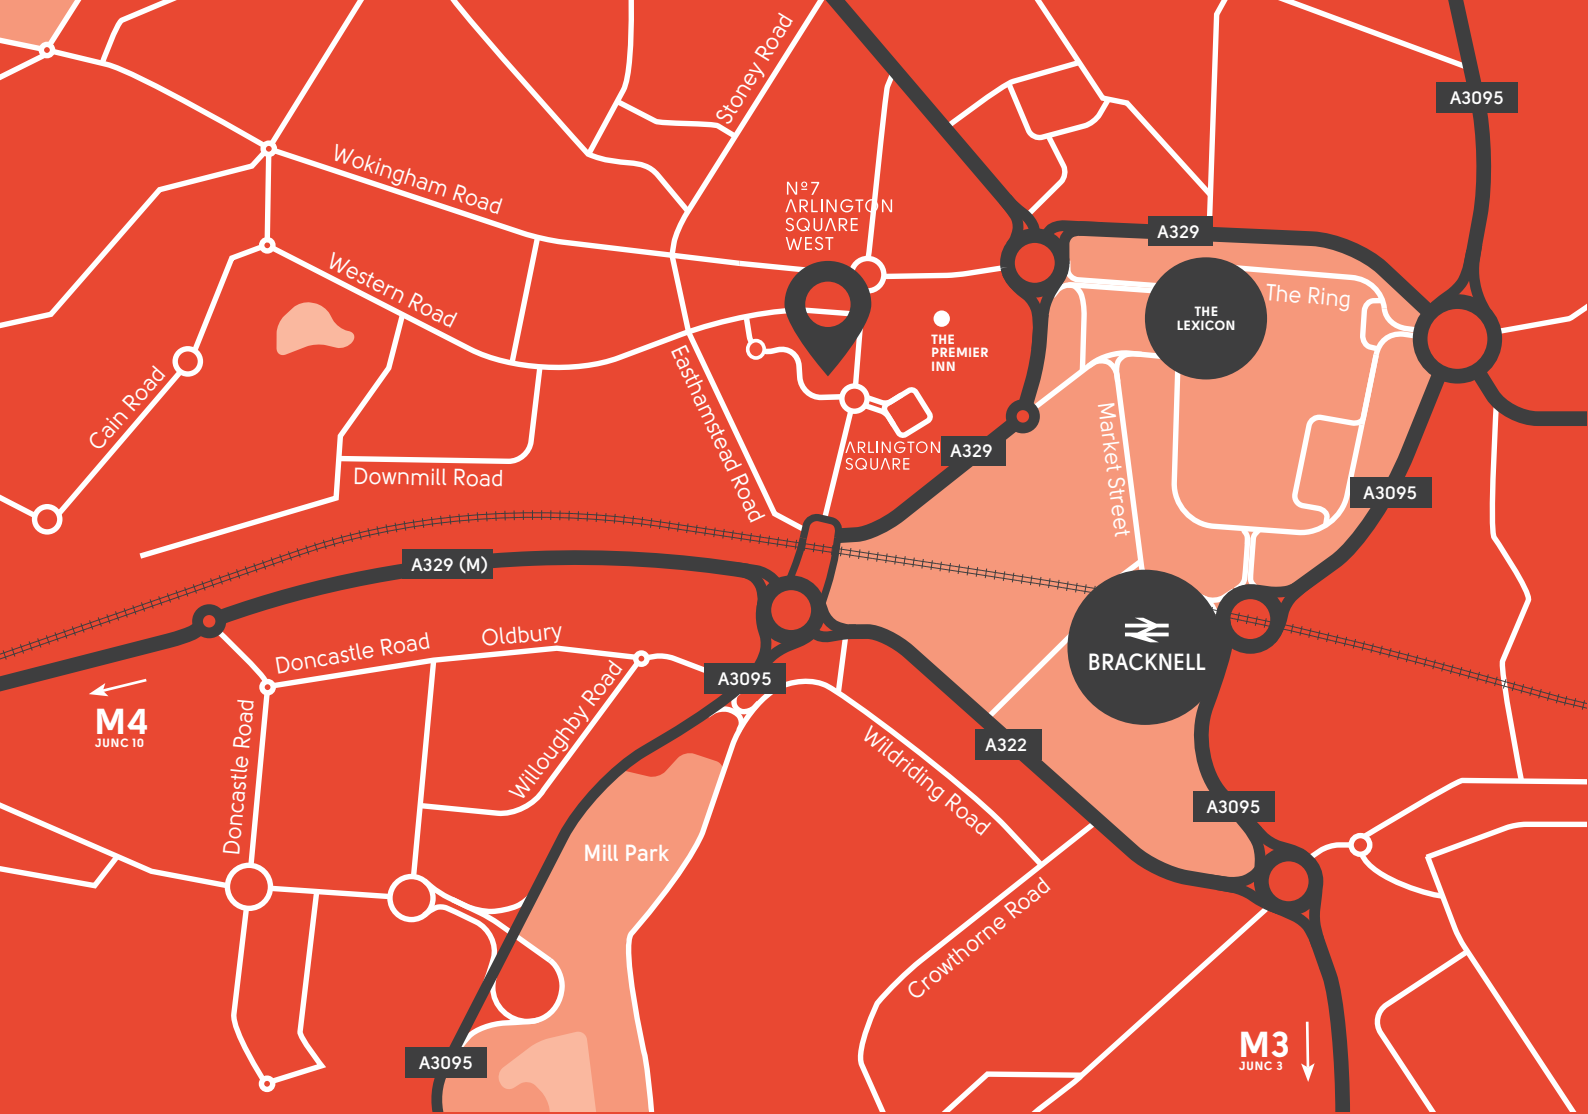 Stoney Road
A3095
Wokingham Road
Nº7
ARLINGTON
SQUARE
WEST
A329
Western Road
The Ring
THE
LEXICON
THE
PREMIER
INN
Cain Road
Easthamstead Road
Market Street
ARLINGTON
SQUARE
A329
Downmill Road
A3095
A329 (M)
Doncaster Road
Oldbury
BRACKNELL
A3095
Willoughby Road
M4
JUNC 10
Doncastle Road
Wildriding Road
A322
A3095
Mill Park
Crowthorne Road
A3095
M3
JUNC 3